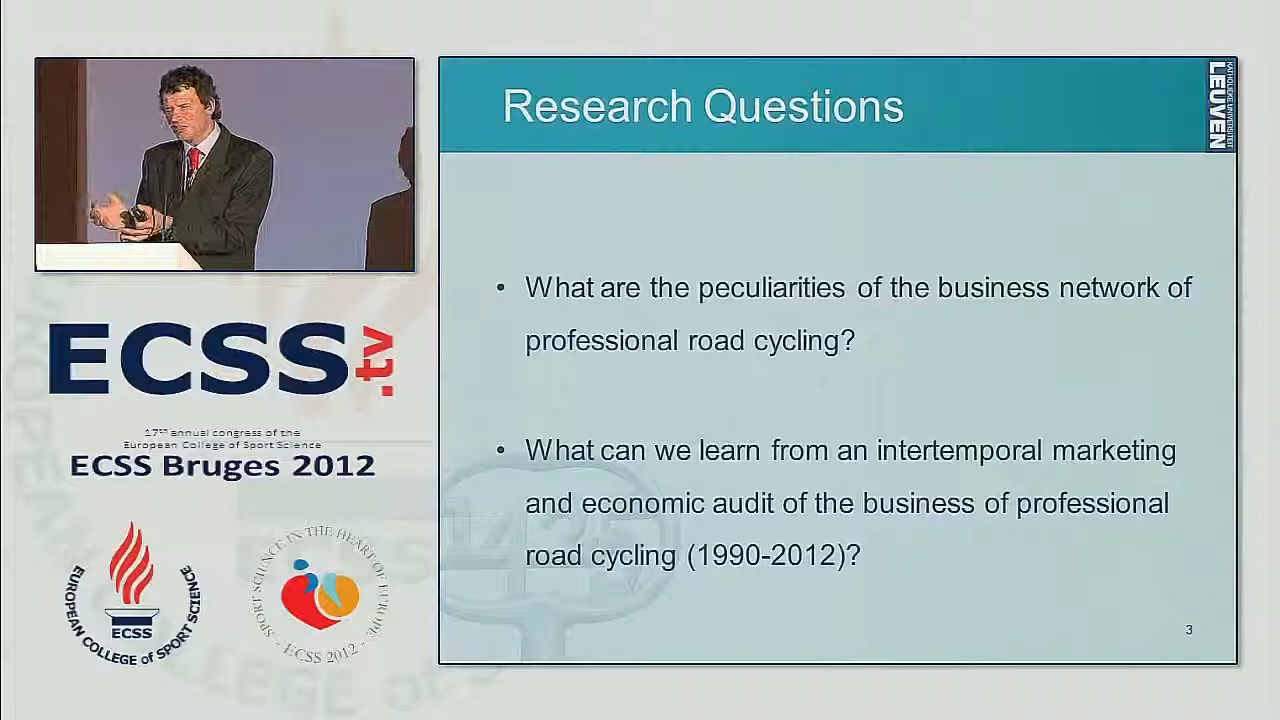 Research Questions
KATHOLIEKE UNIVERSITEIT
LEUVEN
• What are the peculiarities of the business network of
professional road cycling?
• What can we learn from an intertemporal marketing
and economic audit of the business of professional
road cycling (1990-2012)?
3
ECSS.tv
17th annual congress of the
European College of Sport Science
ECSS Bruges 2012
EUROPEAN COLLEGE of SPORT SCIENCE
ECSS
SPORT SCIENCE IN THE HEART OF EUROPE
- ECSS 2012 -